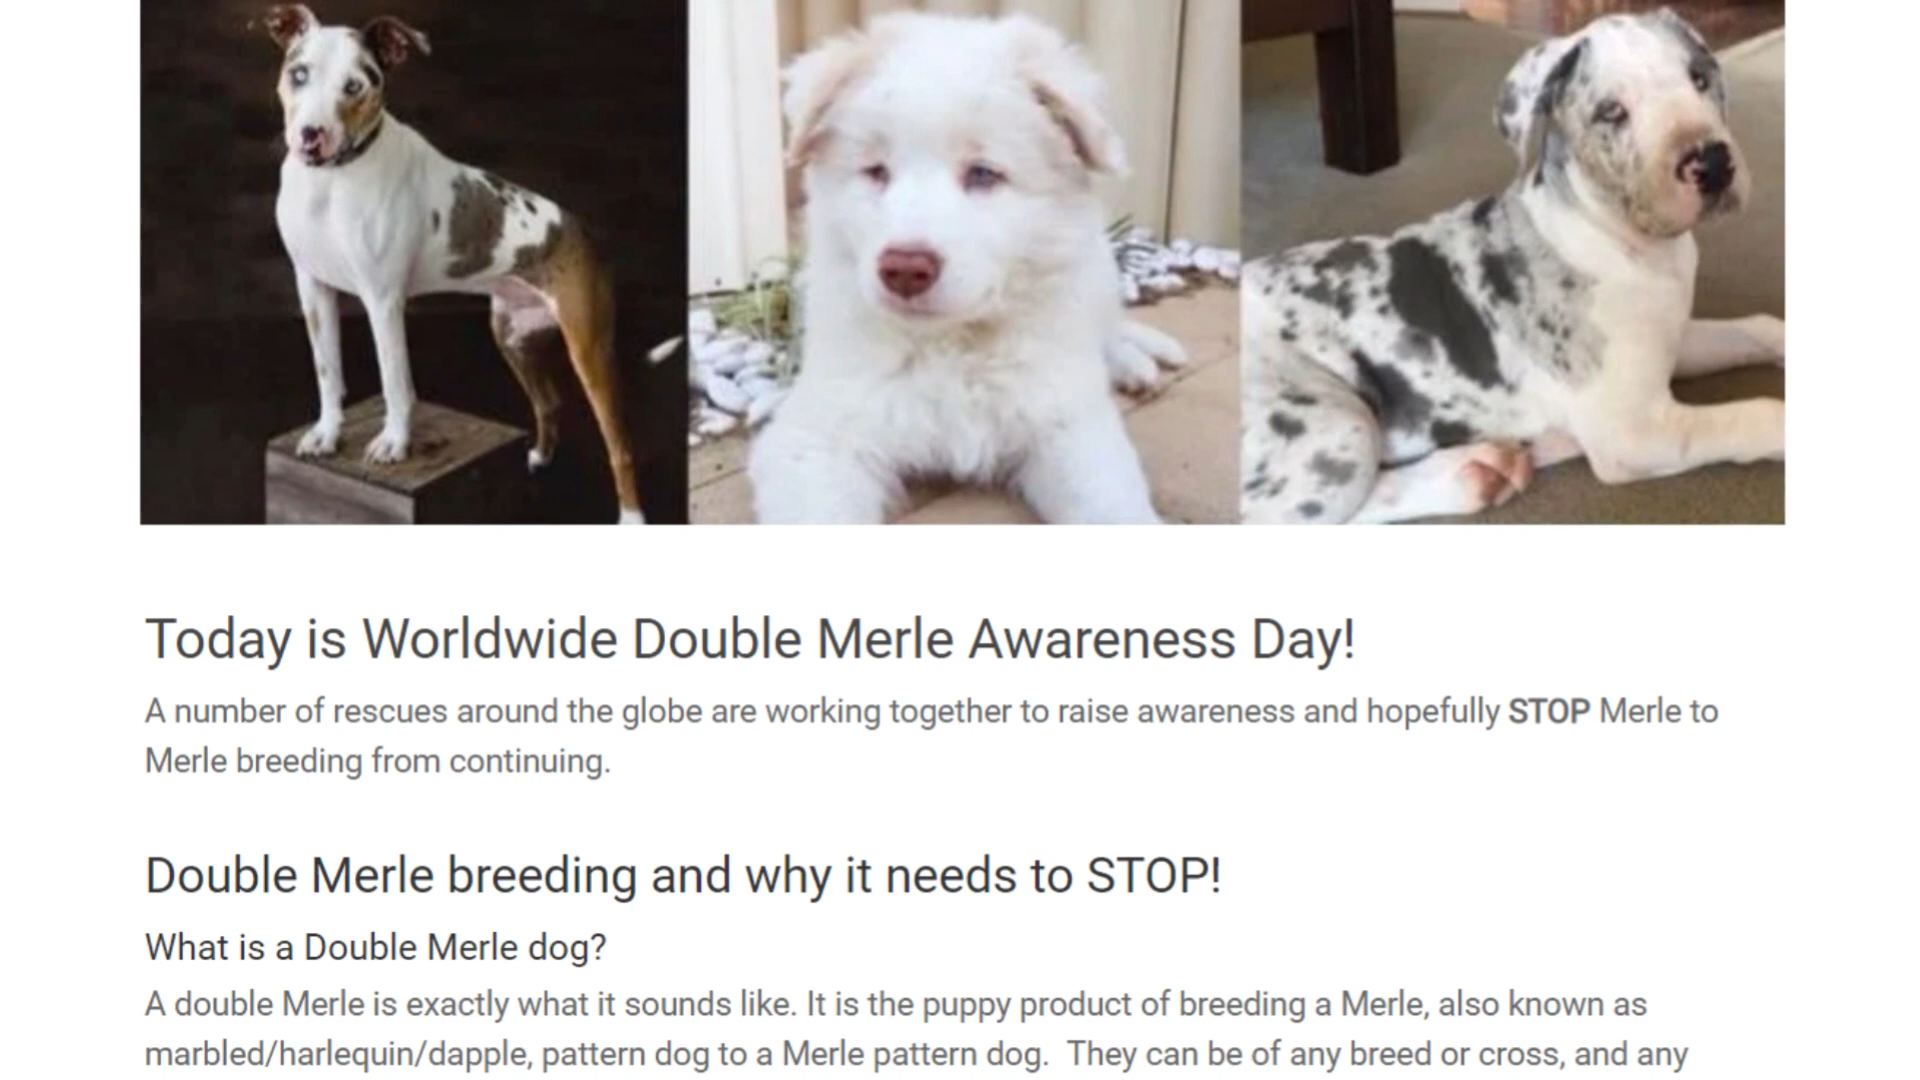 Today is Worldwide Double Merle Awareness Day!
A number of rescues around the globe are working together to raise awareness and hopefully STOP Merle to
Merle breeding from continuing.
Double Merle breeding and why it needs to STOP!
What is a Double Merle dog?
A double Merle is exactly what it sounds like. It is the puppy product of breeding a Merle, also known as
marbled/harlequin/dapple, pattern dog to a Merle pattern dog.  They can be of any breed or cross, and any